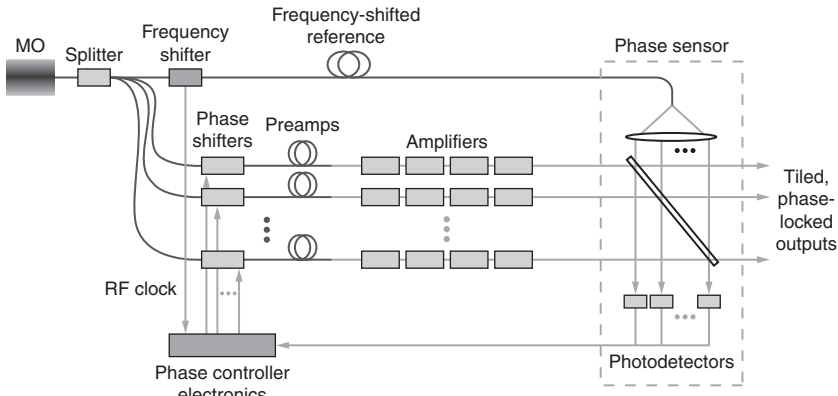 Frequency-shifted
reference
MO
Splitter
Frequency
shifter
Phase sensor
Phase
shifters
Preamps
Amplifiers
Tiled,
phase-
locked
outputs
RF clock
Photodetectors
Phase controller
electronics